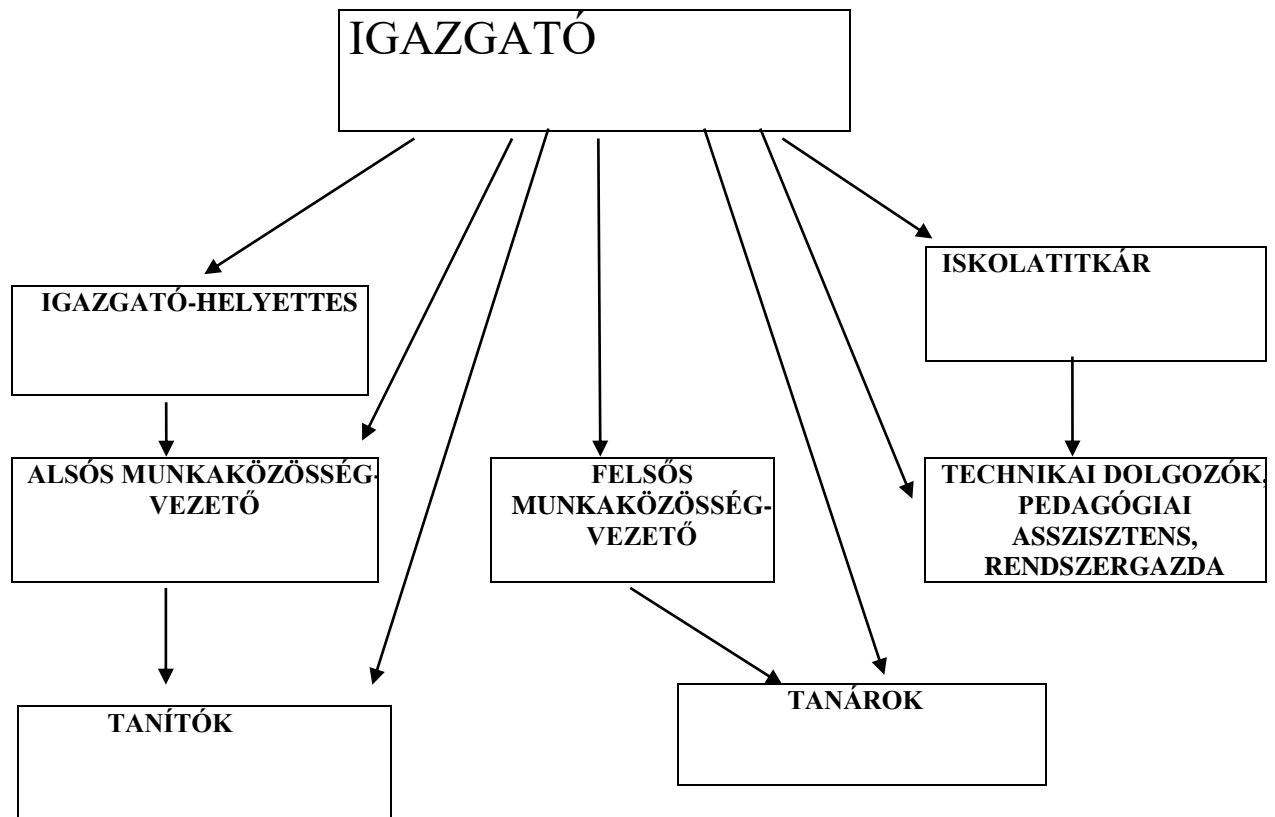 IGAZGATÓ
ISKOLATITKÁR
IGAZGATÓ-HELYETTES
ALSÓS MUNKAKÖZÖSSÉG-
VEZETŐ
FELSŐS
MUNKAKÖZÖSSÉG-
VEZETŐ
TECHNIKAI DOLGOZÓK,
PEDAGÓGIAI
ASSZISZTENS,
RENDSZERGAZDA
TANÍTÓK
TANÁROK